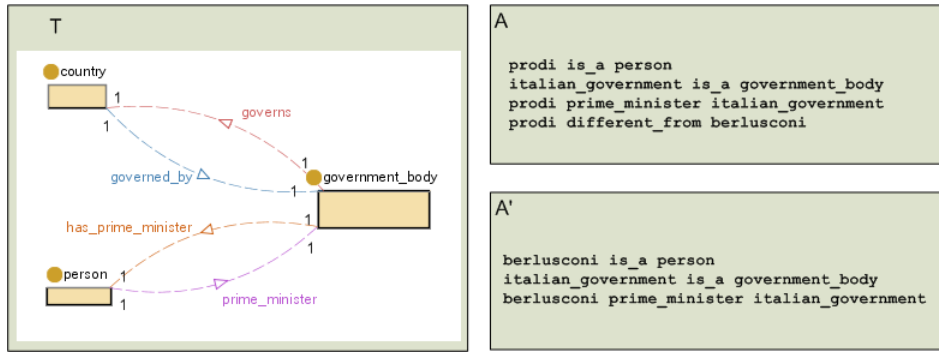 T
country
1
1
governs
governed_by
1
1
government_body
has_prime_minister
1
1
person
1
1
prime_minister
A
prodi is_a person
italian_government is_a government_body
prodi prime_minister italian_government
prodi different_from berlusconi
A'
berlusconi is_a person
italian_government is_a government_body
berlusconi prime_minister italian_government